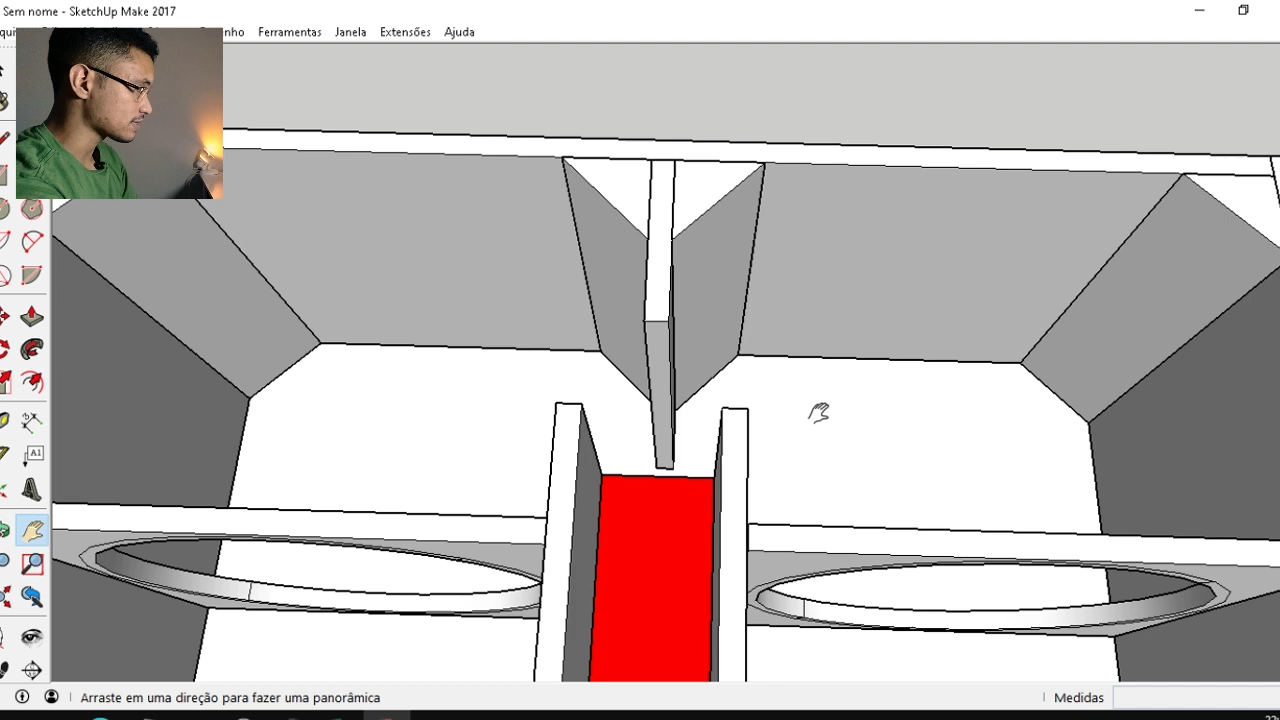 Sem nome - SketchUp Make 2017
Ferramentas Janela Extensões Ajuda
A1
Arraste em uma direção para fazer uma panorâmica
Medidas